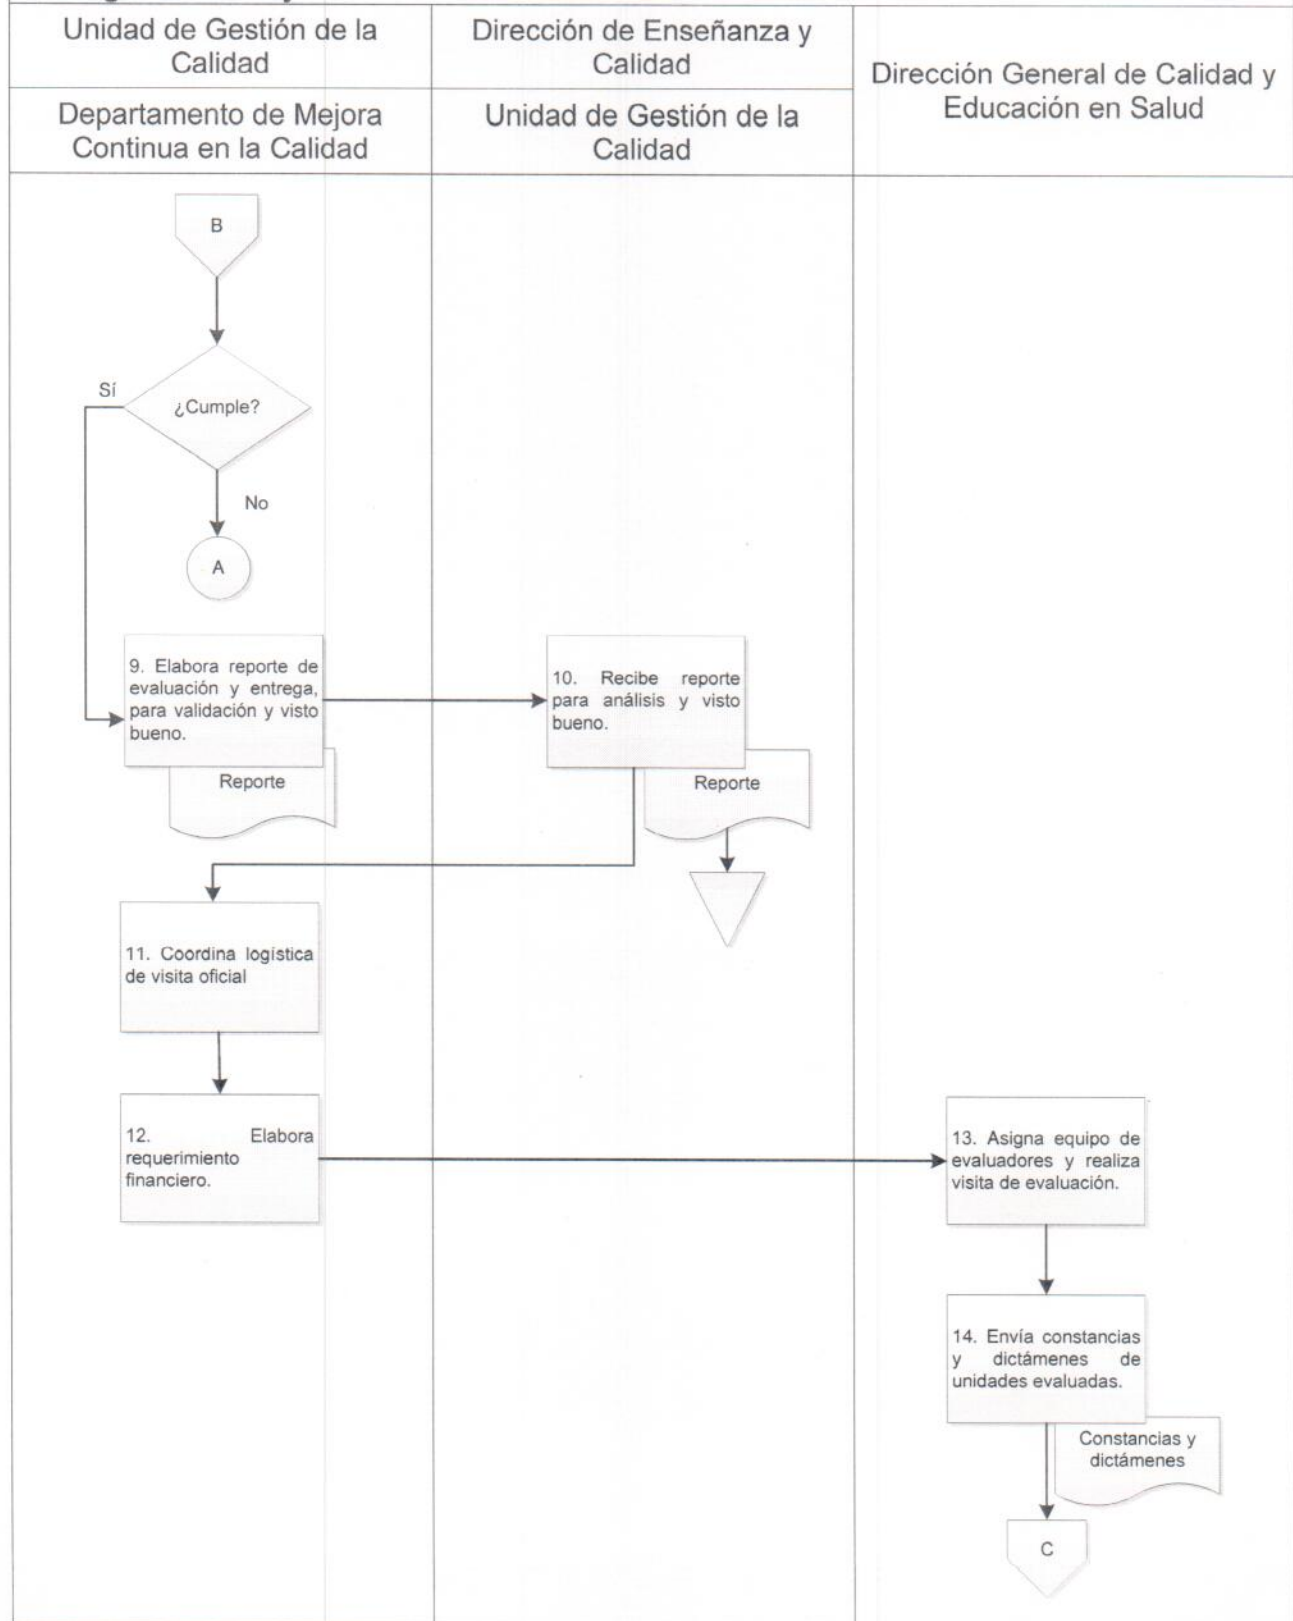 Unidad de Gestión de la
Calidad
Dirección de Enseñanza y
Calidad
Dirección General de Calidad y
Educación en Salud
Departamento de Mejora
Continua en la Calidad
Unidad de Gestión de la
Calidad
B
Sí
¿Cumple?
No
A
9. Elabora reporte de
evaluación y entrega,
para validación y visto
bueno.
Reporte
10. Recibe reporte
para análisis y visto
bueno.
Reporte
11. Coordina logística
de visita oficial
12. Elabora
requerimiento
financiero.
13. Asigna equipo de
evaluadores y realiza
visita de evaluación.
14. Envía constancias
y dictámenes de
unidades evaluadas.
Constancias y
dictámenes
C